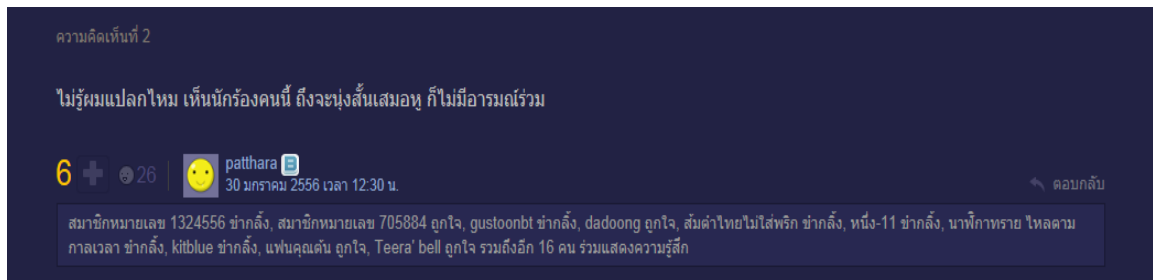 ความคิดเห็นที่ 2
ไม่รู้ผมแปลกไหม เห็นนักร้องคนนี้ ถึงจะนุ่งสั้นเสมอหู ก็ไม่มีอารมณ์ร่วม
6 26 patthara
30 มกราคม 2556 เวลา 12:30 น.
ตอบกลับ
สมาชิกหมายเลข 1324556 ขำกลิ้ง, สมาชิกหมายเลข 705884 ถูกใจ, gustoonbt ขำกลิ้ง, dadoong ถูกใจ, ส้มตำไทยไม่ใส่พริก ขำกลิ้ง, หนึ่ง-11 ขำกลิ้ง, นาฬิกาทราย ไหลตาม
กาลเวลา ขำกลิ้ง, kitblue ขำกลิ้ง, แฟนคุณต้น ถูกใจ, Teera' bell ถูกใจ รวมถึงอีก 16 คน ร่วมแสดงความรู้สึก